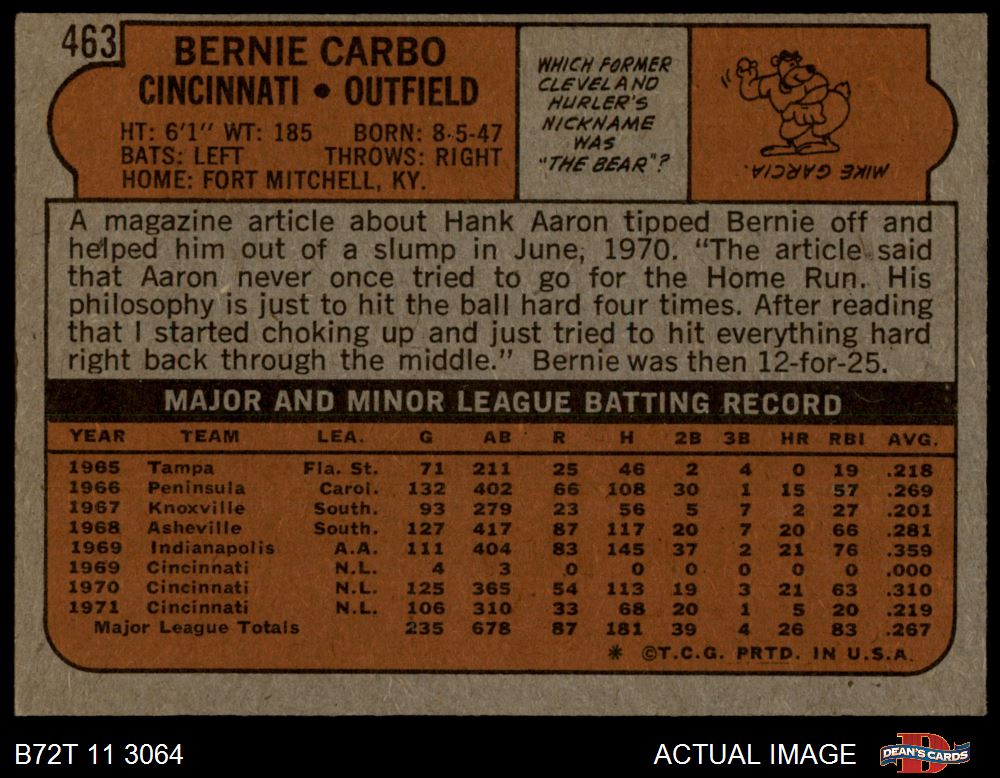 463
BERNIE CARBO
CINCINNATI • OUTFIELD
HT: 6'1" WT: 185 BORN: 8-5-47
BATS: LEFT THROWS: RIGHT
HOME: FORT MITCHELL, KY.
WHICH FORMER
CLEVELAND
HURLER'S
NICKNAME
WAS
"THE BEAR"?
MIKE GARCIA.
A magazine article about Hank Aaron tipped Bernie off and
helped him out of a slump in June, 1970. "The article said
that Aaron never once tried to go for the Home Run. His
philosophy is just to hit the ball hard four times. After reading
that I started choking up and just tried to hit everything hard
right back through the middle." Bernie was then 12-for-25.
MAJOR AND MINOR LEAGUE BATTING RECORD
YEAR TEAM LEA. G AB R H 2B 3B HR RBI AVG.
1965 Tampa Fla. St. 71 211 25 46 2 4 0 19 .218
1966 Peninsula Carol. 132 402 66 108 30 1 15 57 .269
1967 Knoxville South. 93 279 23 56 5 7 2 27 .201
1968 Asheville South. 127 417 87 117 20 7 20 66 .281
1969 Indianapolis A.A. 111 404 83 145 37 2 21 76 .359
1969 Cincinnati N.L. 4 3 0 0 0 0 0 0 .000
1970 Cincinnati N.L. 125 365 54 113 19 3 21 63 .310
1971 Cincinnati N.L. 106 310 33 68 20 1 5 20 .219
Major League Totals 235 678 87 181 39 4 26 83 .267
* ©T.C.G. PRTD. IN U.S.A.
B72T 11 3064
ACTUAL IMAGE
DEAN'S CARDS